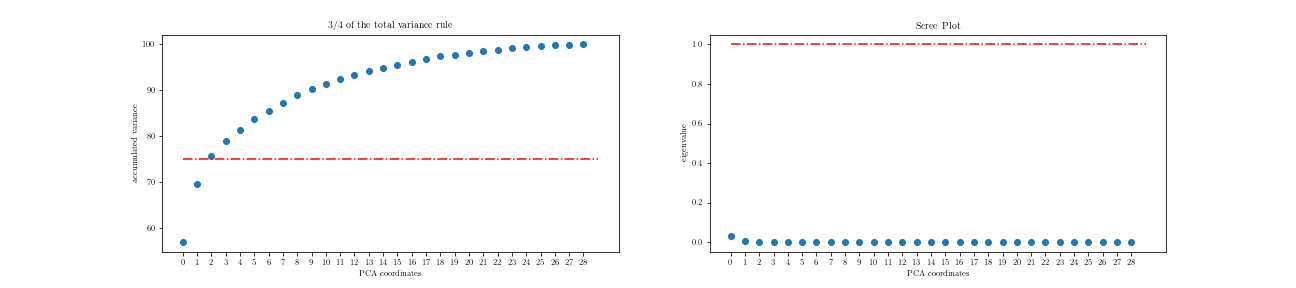 3/4 of the total variance rule
accumulated variance
100
90
80
70
60
0 1 2 3 4 5 6 7 8 9 10 11 12 13 14 15 16 17 18 19 20 21 22 23 24 25 26 27 28
PCA coordinates
Scree Plot
eigenvalue
1.0
0.8
0.6
0.4
0.2
0.0
0 1 2 3 4 5 6 7 8 9 10 11 12 13 14 15 16 17 18 19 20 21 22 23 24 25 26 27 28
PCA coordinates